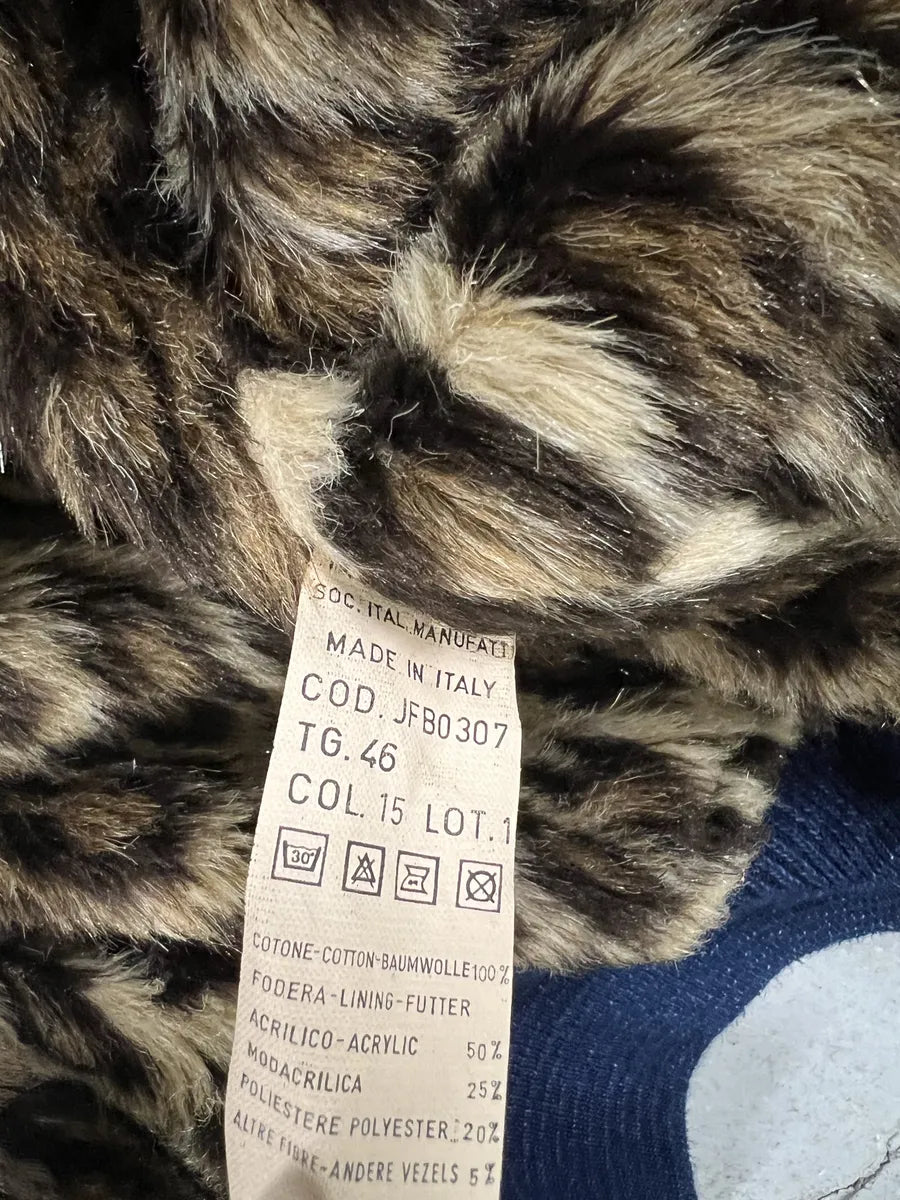 SOC. ITAL. MANUFATTI
MADE IN ITALY
COD. JFB0307
TG. 46
COL. 15 LOT. 1
30°
COTONE-COTTON-BAUMWOLLE 100%
FODERA-LINING-FUTTER
ACRILICO-ACRYLIC 50%
MODACRILICA 25%
POLIESTERE POLYESTER 20%
ALTRE FIBRE-ANDERE VEZELS 5%